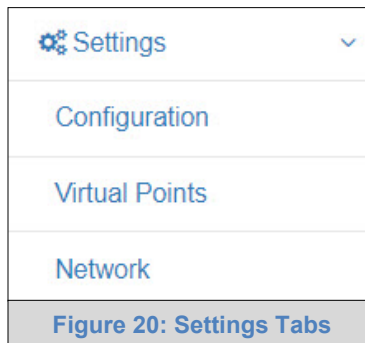 Settings
Configuration
Virtual Points
Network
Figure 20: Settings Tabs